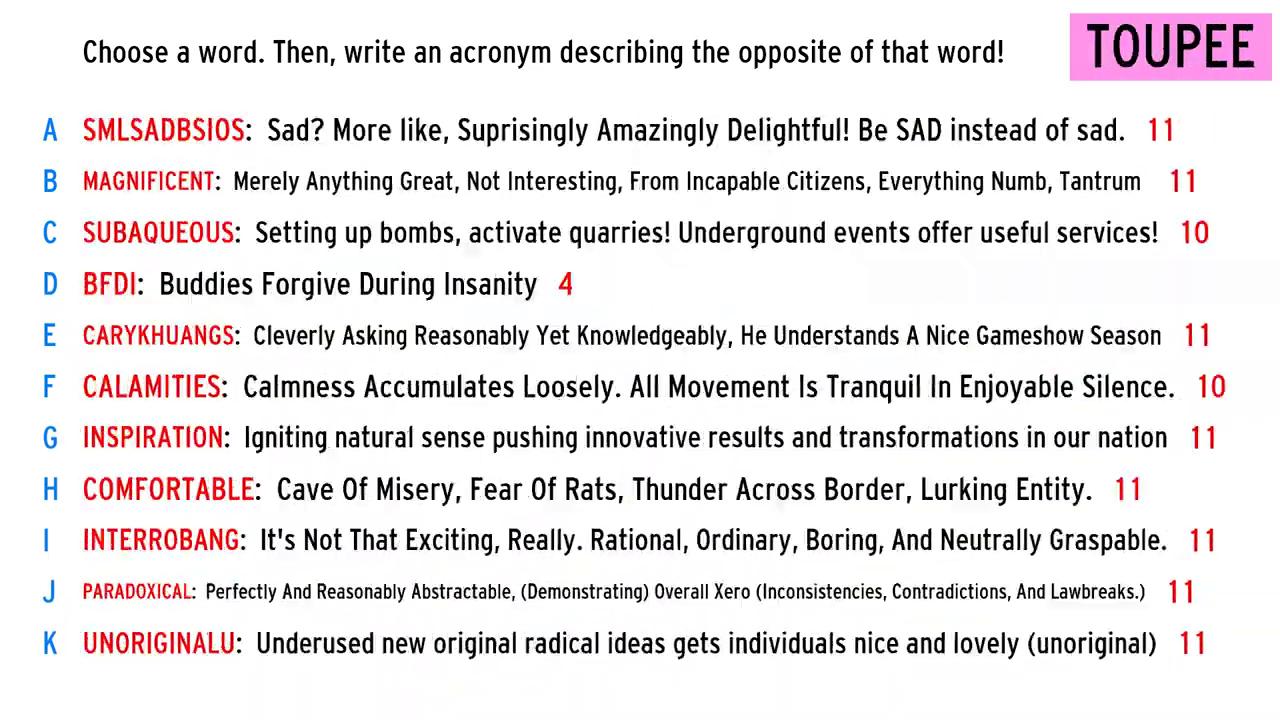 Choose a word. Then, write an acronym describing the opposite of that word!
TOUPEE
A SMLSADBSIOS: Sad? More like, Suprisingly Amazingly Delightful! Be SAD instead of sad. 11
B MAGNIFICENT: Merely Anything Great, Not Interesting, From Incapable Citizens, Everything Numb, Tantrum 11
C SUBAQUEOUS: Setting up bombs, activate quarries! Underground events offer useful services! 10
D BFDI: Buddies Forgive During Insanity 4
E CARYKHUANGS: Cleverly Asking Reasonably Yet Knowledgeably, He Understands A Nice Gameshow Season 11
F CALAMITIES: Calmness Accumulates Loosely. All Movement Is Tranquil In Enjoyable Silence. 10
G INSPIRATION: Igniting natural sense pushing innovative results and transformations in our nation 11
H COMFORTABLE: Cave Of Misery, Fear Of Rats, Thunder Across Border, Lurking Entity. 11
I INTERROBANG: It's Not That Exciting, Really. Rational, Ordinary, Boring, And Neutrally Graspable. 11
J PARADOXICAL: Perfectly And Reasonably Abstractable, (Demonstrating) Overall Xero (Inconsistencies, Contradictions, And Lawbreaks.) 11
K UNORIGINALU: Underused new original radical ideas gets individuals nice and lovely (unoriginal) 11